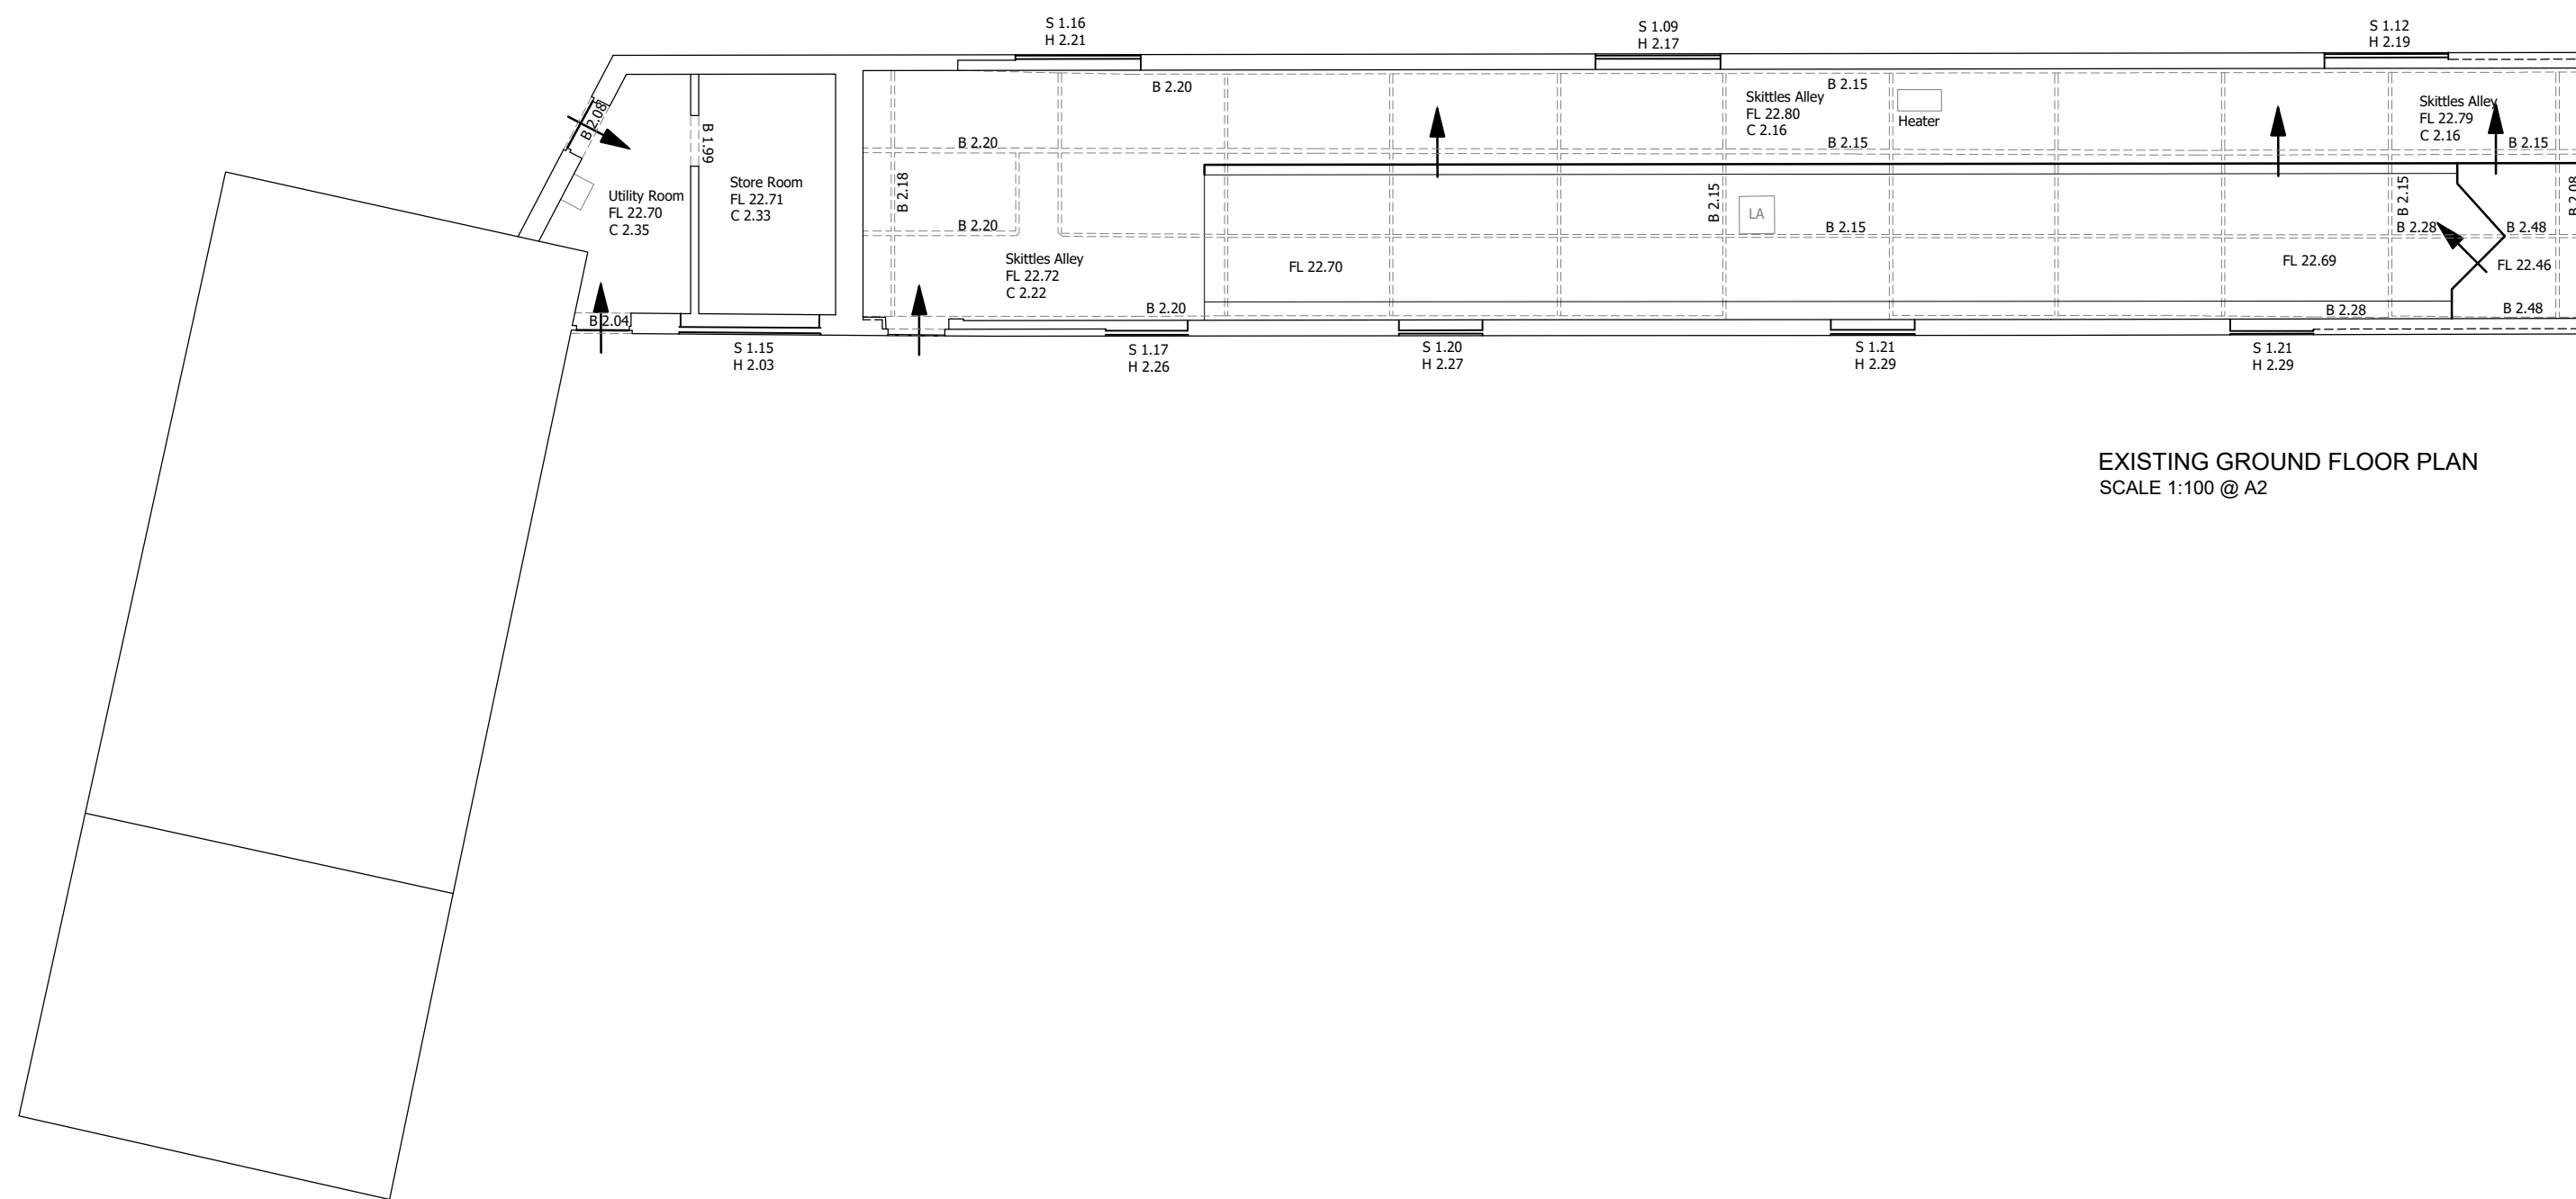 S 1.16
H 2.21
S 1.09
H 2.17
S 1.12
H 2.19
B 2.08
B 1.99
Utility Room
FL 22.70
C 2.35
Store Room
FL 22.71
C 2.33
B 2.04
S 1.15
H 2.03
B 2.20
B 2.20
B 2.18
B 2.20
Skittles Alley
FL 22.72
C 2.22
B 2.20
S 1.17
H 2.26
FL 22.70
S 1.20
H 2.27
B 2.15
Skittles Alley
FL 22.80
C 2.16
Heater
B 2.15
B 2.15
LA
B 2.15
S 1.21
H 2.29
Skittles Alley
FL 22.79
C 2.16
B 2.15
B 2.15
B 2.08
B 2.28
B 2.48
FL 22.69
FL 22.46
B 2.28
B 2.48
S 1.21
H 2.29
EXISTING GROUND FLOOR PLAN
SCALE 1:100 @ A2